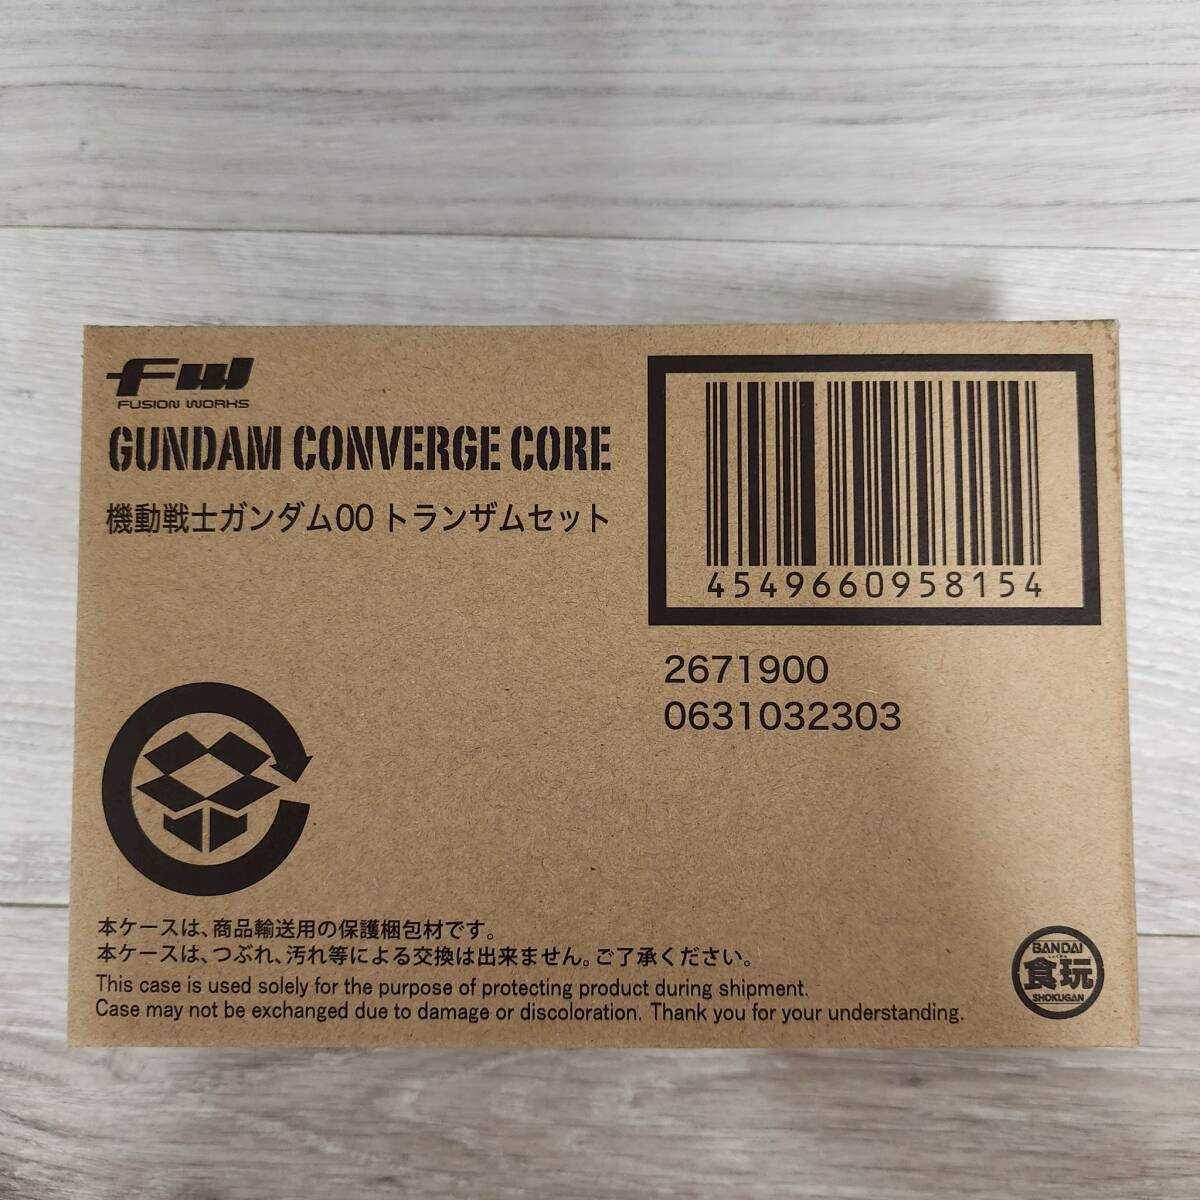 FW
FUSION WORKS
GUNDAM CONVERGE CORE
機動戦士ガンダム00 トランザムセット
4549660958154
2671900
0631032303
本ケースは、商品輸送用の保護梱包材です。
本ケースは、つぶれ、汚れ等による交換は出来ません。ご了承ください。
This case is used solely for the purpose of protecting product during shipment.
Case may not be exchanged due to damage or discoloration. Thank you for your understanding.
BANDAI
食玩
SHOKUGAN